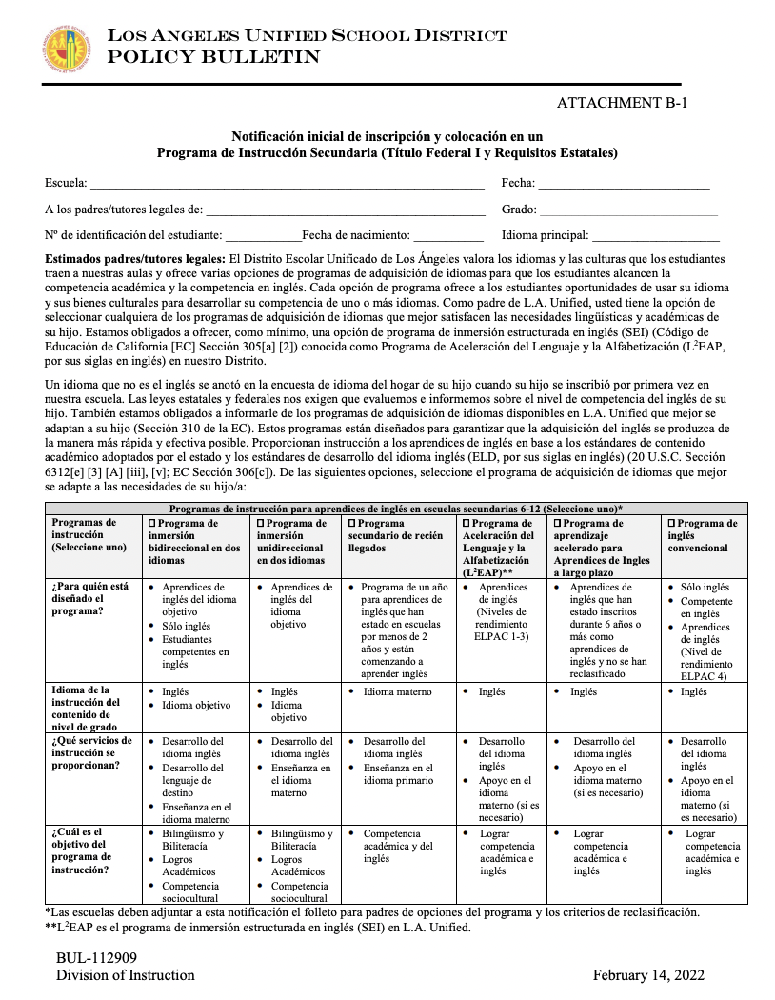 LOS ANGELES UNIFIED SCHOOL DISTRICT
POLICY BULLETIN
ATTACHMENT B-1
Notificación inicial de inscripción y colocación en un
Programa de Instrucción Secundaria (Título Federal I y Requisitos Estatales)
Escuela: ______ Fecha: ______
A los padres/tutores legales de: ______ Grado: ______
Nº de identificación del estudiante: ______ Fecha de nacimiento: ______ Idioma principal: ______
Estimados padres/tutores legales: El Distrito Escolar Unificado de Los Ángeles valora los idiomas y las culturas que los estudiantes
traen a nuestras aulas y ofrece varias opciones de programas de adquisición de idiomas para que los estudiantes alcancen la
competencia académica y la competencia en inglés. Cada opción de programa ofrece a los estudiantes oportunidades de usar su idioma
y sus bienes culturales para desarrollar su competencia de uno o más idiomas. Como padre de L.A. Unified, usted tiene la opción de
seleccionar cualquiera de los programas de adquisición de idiomas que mejor satisfacen las necesidades lingüísticas y académicas de
su hijo. Estamos obligados a ofrecer, como mínimo, una opción de programa de inmersión estructurada en inglés (SEI) (Código de
Educación de California [EC] Sección 305[a] [2]) conocida como Programa de Aceleración del Lenguaje y la Alfabetización (L²EAP,
por sus siglas en inglés) en nuestro Distrito.
Un idioma que no es el inglés se anotó en la encuesta de idioma del hogar de su hijo cuando su hijo se inscribió por primera vez en
nuestra escuela. Las leyes estatales y federales nos exigen que evaluemos e informemos sobre el nivel de competencia del inglés de su
hijo. También estamos obligados a informarle de los programas de adquisición de idiomas disponibles en L.A. Unified que mejor se
adaptan a su hijo (Sección 310 de la EC). Estos programas están diseñados para garantizar que la adquisición del inglés se produzca de
la manera más rápida y efectiva posible. Proporcionan instrucción a los aprendices de inglés en base a los estándares de contenido
académico adoptados por el estado y los estándares de desarrollo del idioma inglés (ELD, por sus siglas en inglés) (20 U.S.C. Sección
6312[e] [3] [A] [iii], [v]; EC Sección 306[c]). De las siguientes opciones, seleccione el programa de adquisición de idiomas que mejor
se adapte a las necesidades de su hijo/a:
Programas de instrucción para aprendices de inglés en escuelas secundarias 6-12 (Seleccione uno)*
Programas de
instrucción
(Seleccione uno)
☐ Programa de
inmersión
bidireccional en dos
idiomas
☐ Programa de
inmersión
unidireccional
en dos idiomas
☐ Programa
secundario de recién
llegados
☐ Programa de
Aceleración del
Lenguaje y la
Alfabetización
(L²EAP)**
☐ Programa de
aprendizaje
acelerado para
Aprendices de Ingles
a largo plazo
☐ Programa de
inglés
convencional
¿Para quién está
diseñado el
programa?
• Aprendices de
inglés del idioma
objetivo
• Sólo inglés
• Estudiantes
competentes en
inglés
• Aprendices de
inglés del
idioma
objetivo
• Programa de un año
para aprendices de
inglés que han
estado en escuelas
por menos de 2
años y están
comenzando a
aprender inglés
• Aprendices
de inglés
(Niveles de
rendimiento
ELPAC 1-3)
• Aprendices de
inglés que han
estado inscritos
durante 6 años o
más como
aprendices de
inglés y no se han
reclasificado
• Sólo inglés
• Competente
en inglés
• Aprendices
de inglés
(Nivel de
rendimiento
ELPAC 4)
Idioma de la
instrucción del
contenido de
nivel de grado
• Inglés
• Idioma objetivo
• Inglés
• Idioma
objetivo
• Idioma materno
• Inglés
• Inglés
• Inglés
¿Qué servicios de
instrucción se
proporcionan?
• Desarrollo del
idioma inglés
• Desarrollo del
lenguaje de
destino
• Enseñanza en el
idioma materno
• Desarrollo del
idioma inglés
• Enseñanza en
el idioma
materno
• Desarrollo del
idioma inglés
• Enseñanza en el
idioma primario
• Desarrollo
del idioma
inglés
• Apoyo en el
idioma
materno (si es
necesario)
• Desarrollo del
idioma inglés
• Apoyo en el
idioma materno
(si es necesario)
• Desarrollo
del idioma
inglés
• Apoyo en el
idioma
materno (si
es necesario)
¿Cuál es el
objetivo del
programa de
instrucción?
• Bilingüismo y
Biliteracía
• Logros
Académicos
• Competencia
sociocultural
• Bilingüismo y
Biliteracía
• Logros
Académicos
• Competencia
sociocultural
• Competencia
académica y del
inglés
• Lograr
competencia
académica e
inglés
• Lograr
competencia
académica e
inglés
• Lograr
competencia
académica e
inglés
*Las escuelas deben adjuntar a esta notificación el folleto para padres de opciones del programa y los criterios de reclasificación.
**L²EAP es el programa de inmersión estructurada en inglés (SEI) en L.A. Unified.
BUL-112909
Division of Instruction
February 14, 2022